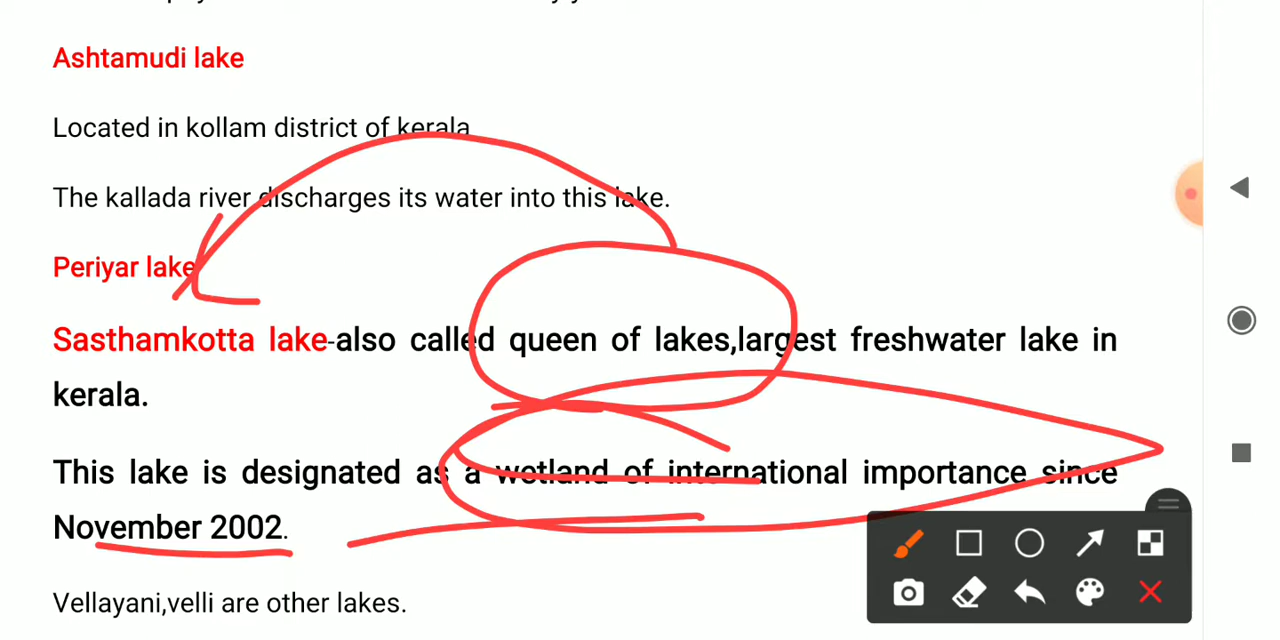 Ashtamudi lake
Located in kollam district of kerala
The kallada river discharges its water into this lake.
Periyar lake
Sasthamkotta lake-also called queen of lakes,largest freshwater lake in
kerala.
This lake is designated as a wetland of international importance since
November 2002.
Vellayani,velli are other lakes.